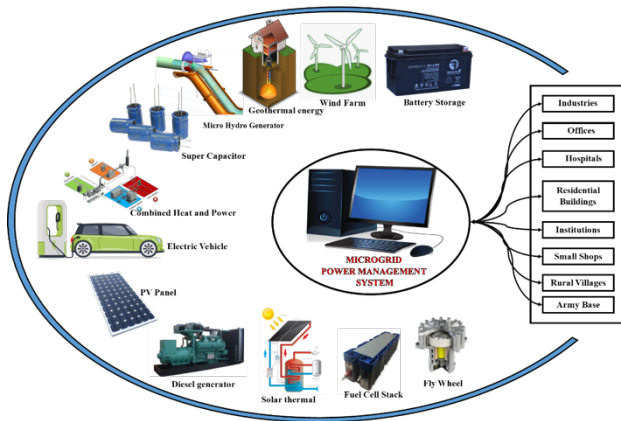 Geothermal energy
Wind Farm
Battery Storage
Micro Hydro Generator
Super Capacitor
Combined Heat and Power
Electric Vehicle
PV Panel
Diesel generator
Solar thermal
Fuel Cell Stack
Fly Wheel
MICROGRID
POWER MANAGEMENT
SYSTEM
Industries
Offices
Hospitals
Residential
Buildings
Institutions
Small Shops
Rural Villages
Army Base